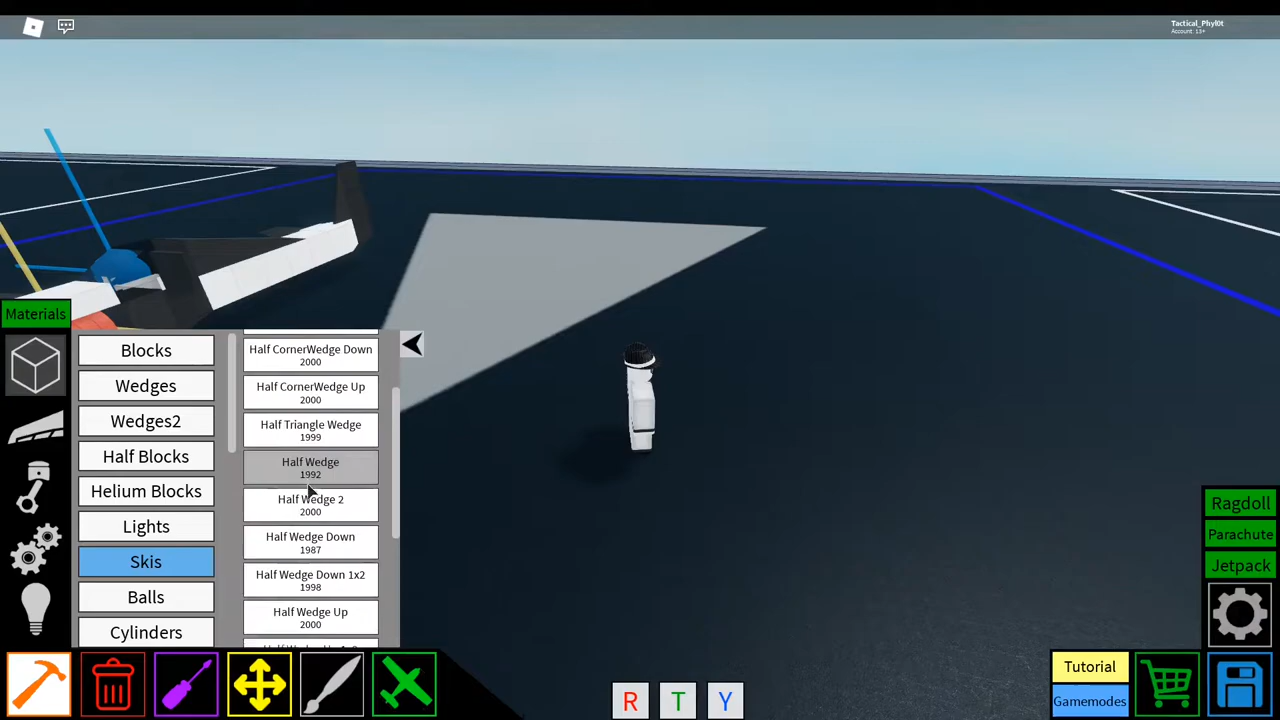 Tactical_Phyl0t
Account: 13+
Materials
Blocks
Wedges
Wedges2
Half Blocks
Helium Blocks
Lights
Skis
Balls
Cylinders
Half CornerWedge Down
2000
Half CornerWedge Up
2000
Half Triangle Wedge
1999
Half Wedge
1992
Half Wedge 2
2000
Half Wedge Down
1987
Half Wedge Down 1x2
1998
Half Wedge Up
2000
Ragdoll
Parachute
Jetpack
Tutorial
Gamemodes
R T Y